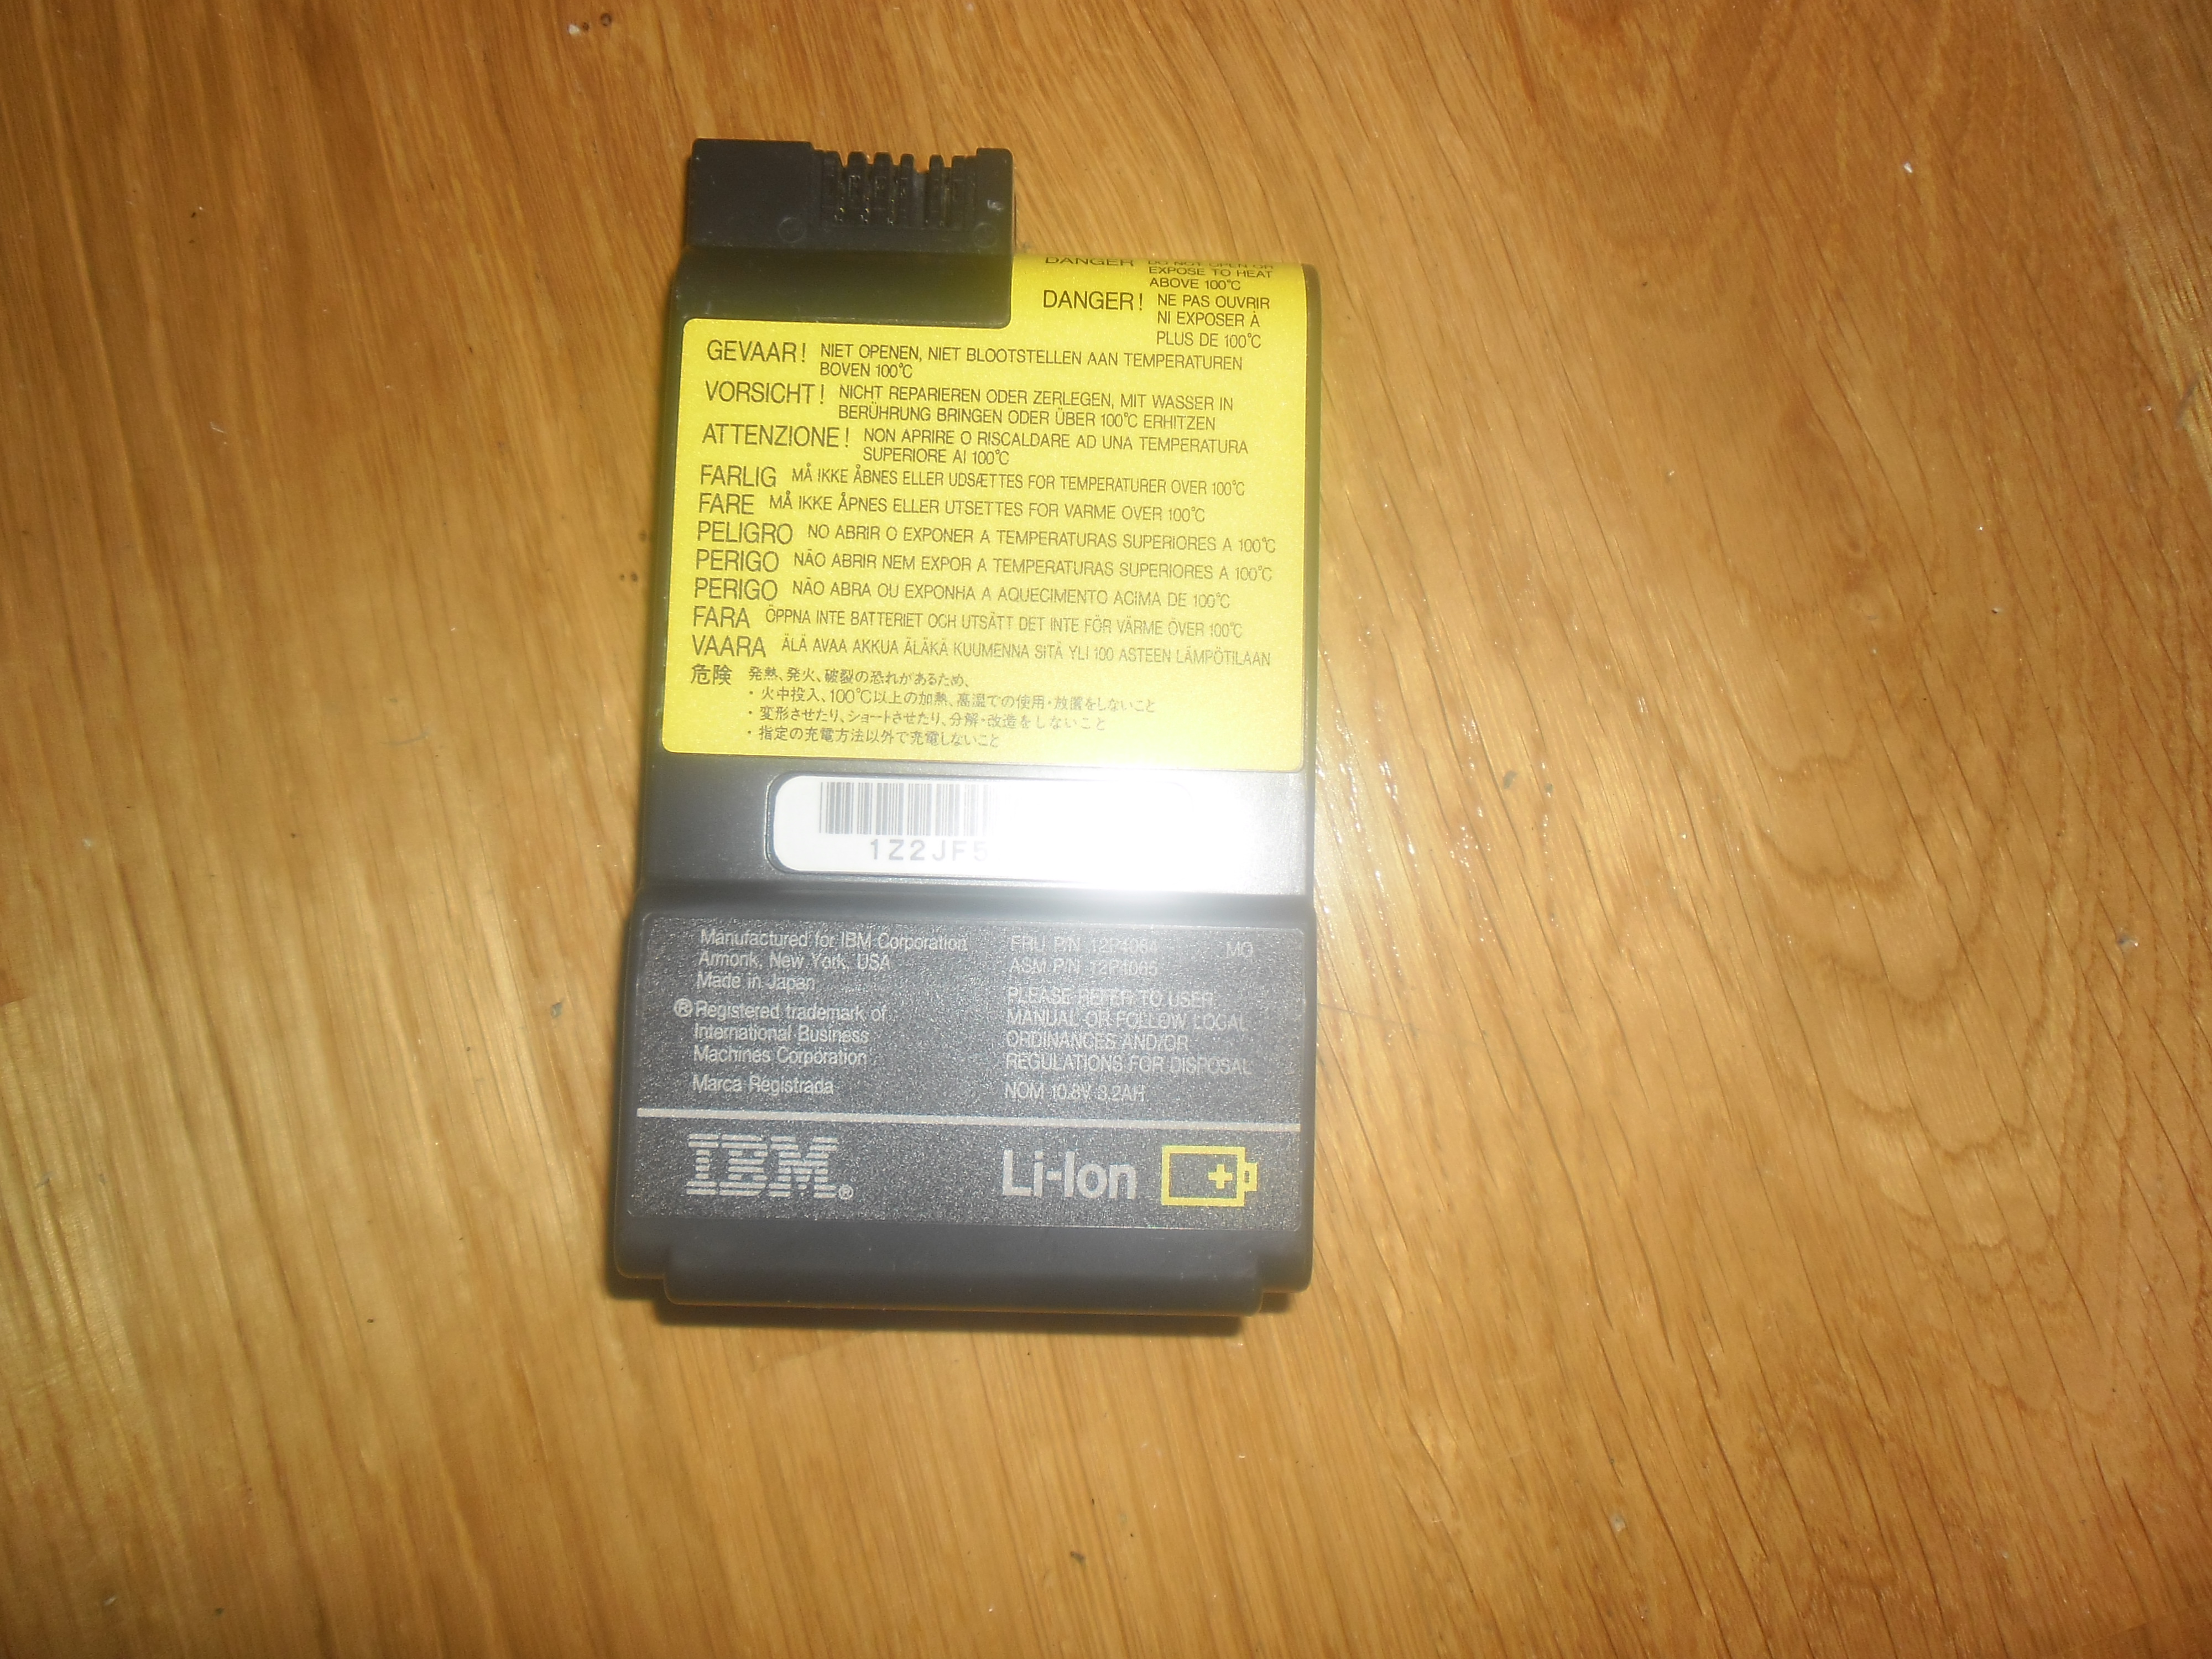 DANGER DO NOT OPEN OR
EXPOSE TO HEAT
ABOVE 100°C
DANGER! NE PAS OUVRIR
NI EXPOSER À
PLUS DE 100°C
GEVAAR! NIET OPENEN, NIET BLOOTSTELLEN AAN TEMPERATUREN
BOVEN 100°C
VORSICHT! NICHT REPARIEREN ODER ZERLEGEN, MIT WASSER IN
BERÜHRUNG BRINGEN ODER ÜBER 100°C ERHITZEN
ATTENZIONE! NON APRIRE O RISCALDARE AD UNA TEMPERATURA
SUPERIORE AI 100°C
FARLIG MÅ IKKE ÅBNES ELLER UDSÆTTES FOR TEMPERATURER OVER 100°C
FARE MÅ IKKE ÅPNES ELLER UTSETTES FOR VARME OVER 100°C
PELIGRO NO ABRIR O EXPONER A TEMPERATURAS SUPERIORES A 100°C
PERIGO NÃO ABRIR NEM EXPOR A TEMPERATURAS SUPERIORES A 100°C
PERIGO NÃO ABRA OU EXPONHA A AQUECIMENTO ACIMA DE 100°C
FARA ÖPPNA INTE BATTERIET OCH UTSÄTT DET INTE FÖR VÄRME ÖVER 100°C
VAARA ÄLÄ AVAA AKKUA ÄLÄKÄ KUUMENNA SITÄ YLI 100 ASTEEN LÄMPÖTILAAN
危険 発熱、発火、破裂の恐れがあるため、
・火中投入、100℃以上の加熱、高温での使用・放置をしないこと
・変形させたり、ショートさせたり、分解・改造をしないこと
・指定の充電方法以外で充電しないこと
1Z2JF5
Manufactured for IBM Corporation
Armonk, New York, USA
Made in Japan
® Registered trademark of
International Business
Machines Corporation
Marca Registrada
FRU P/N 12P4064 MO
ASM P/N 12P4065
PLEASE REFER TO USER
MANUAL OR FOLLOW LOCAL
ORDINANCES AND/OR
REGULATIONS FOR DISPOSAL
NOM 10.8V 3.2AH
IBM® Li-Ion